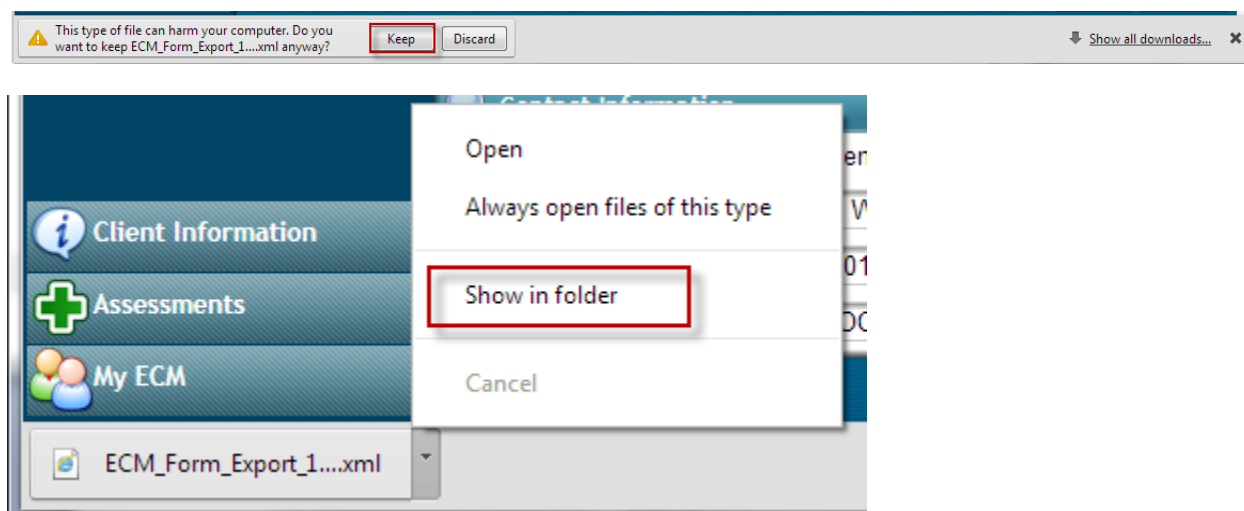 This type of file can harm your computer. Do you
want to keep ECM_Form_Export_1....xml anyway?
Keep
Discard
Show all downloads...
Contact Information
Open
Always open files of this type
Show in folder
Cancel
Client Information
Assessments
My ECM
ECM_Form_Export_1....xml